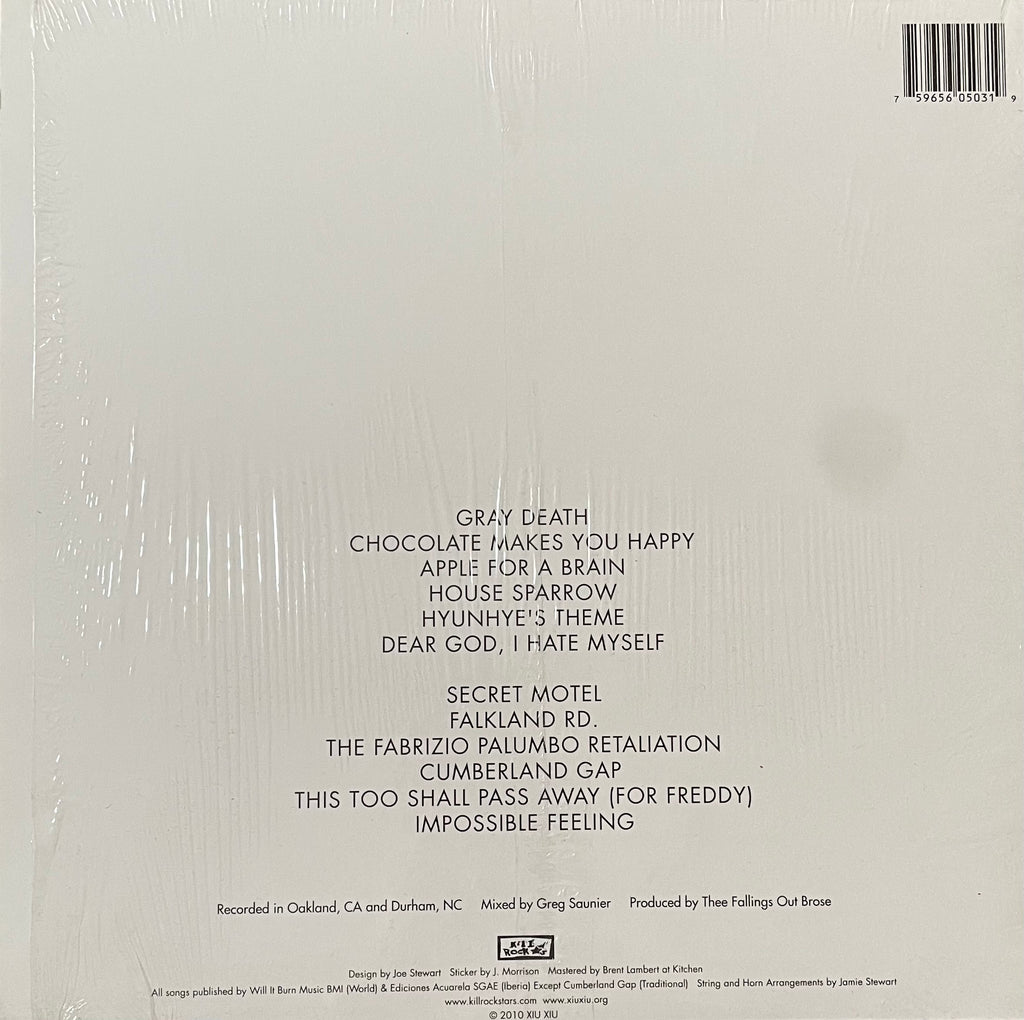 7 59656 05031 9
GRAY DEATH
CHOCOLATE MAKES YOU HAPPY
APPLE FOR A BRAIN
HOUSE SPARROW
HYUNHYE'S THEME
DEAR GOD, I HATE MYSELF
SECRET MOTEL
FALKLAND RD.
THE FABRIZIO PALUMBO RETALIATION
CUMBERLAND GAP
THIS TOO SHALL PASS AWAY (FOR FREDDY)
IMPOSSIBLE FEELING
Recorded in Oakland, CA and Durham, NC Mixed by Greg Saunier Produced by Thee Fallings Out Brose
KILL
ROCK
Design by Joe Stewart Sticker by J. Morrison Mastered by Brent Lambert at Kitchen
All songs published by Will It Burn Music BMI (World) & Ediciones Acuarela SGAE (Iberia) Except Cumberland Gap (Traditional) String and Horn Arrangements by Jamie Stewart
www.killrockstars.com www.xiuxiu.org
© 2010 XIU XIU